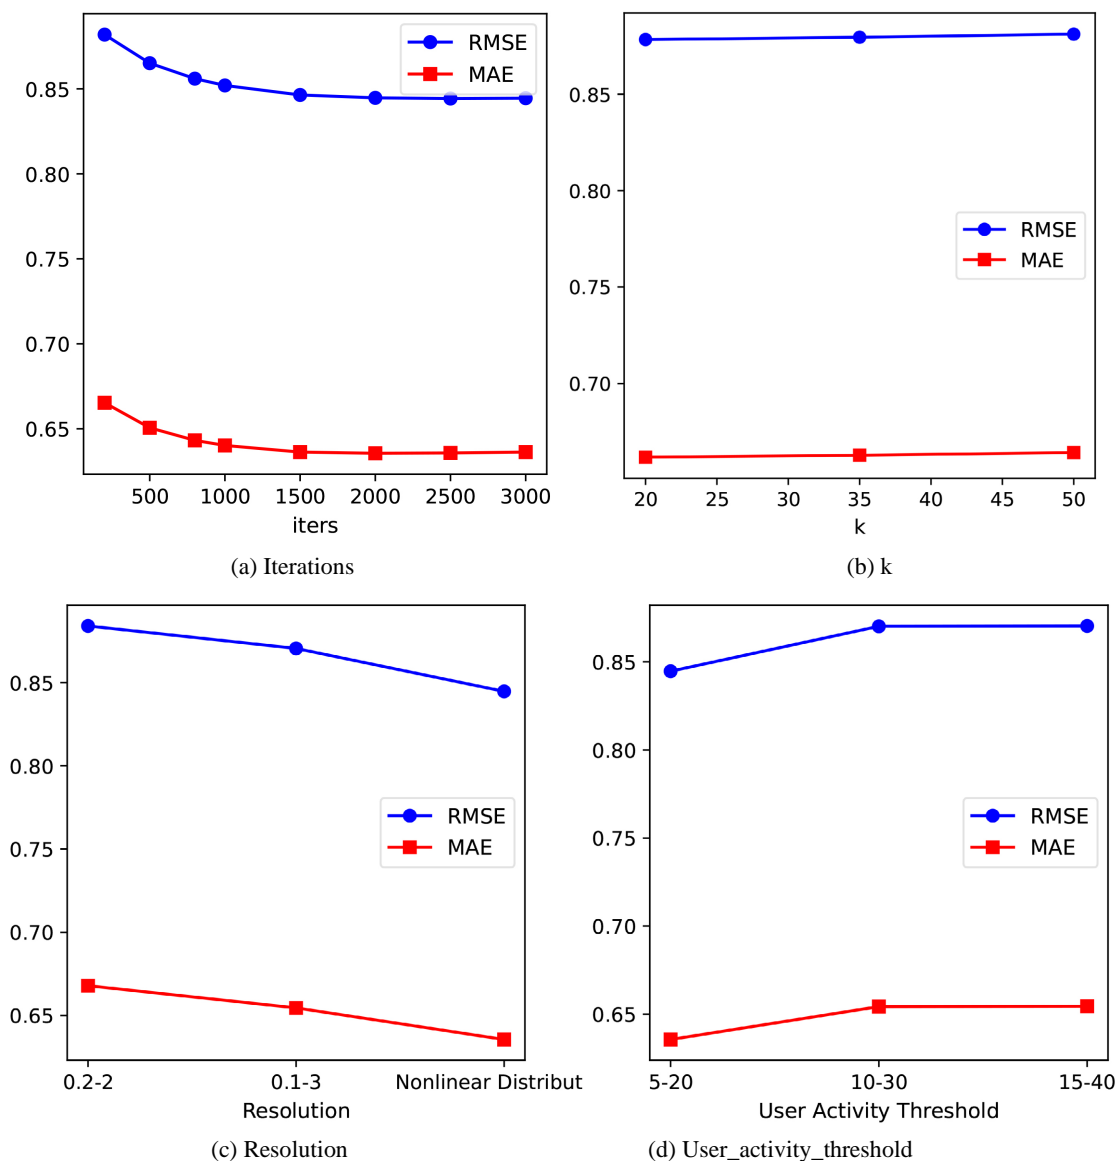 RMSE
MAE
0.85
0.80
0.75
0.70
0.65
500 1000 1500 2000 2500 3000
iters
(a) Iterations
RMSE
MAE
0.85
0.80
0.75
0.70
20 25 30 35 40 45 50
k
(b) k
RMSE
MAE
0.85
0.80
0.75
0.70
0.65
0.2-2 0.1-3 Nonlinear Distribut
Resolution
(c) Resolution
RMSE
MAE
0.85
0.80
0.75
0.70
0.65
5-20 10-30 15-40
User Activity Threshold
(d) User_activity_threshold